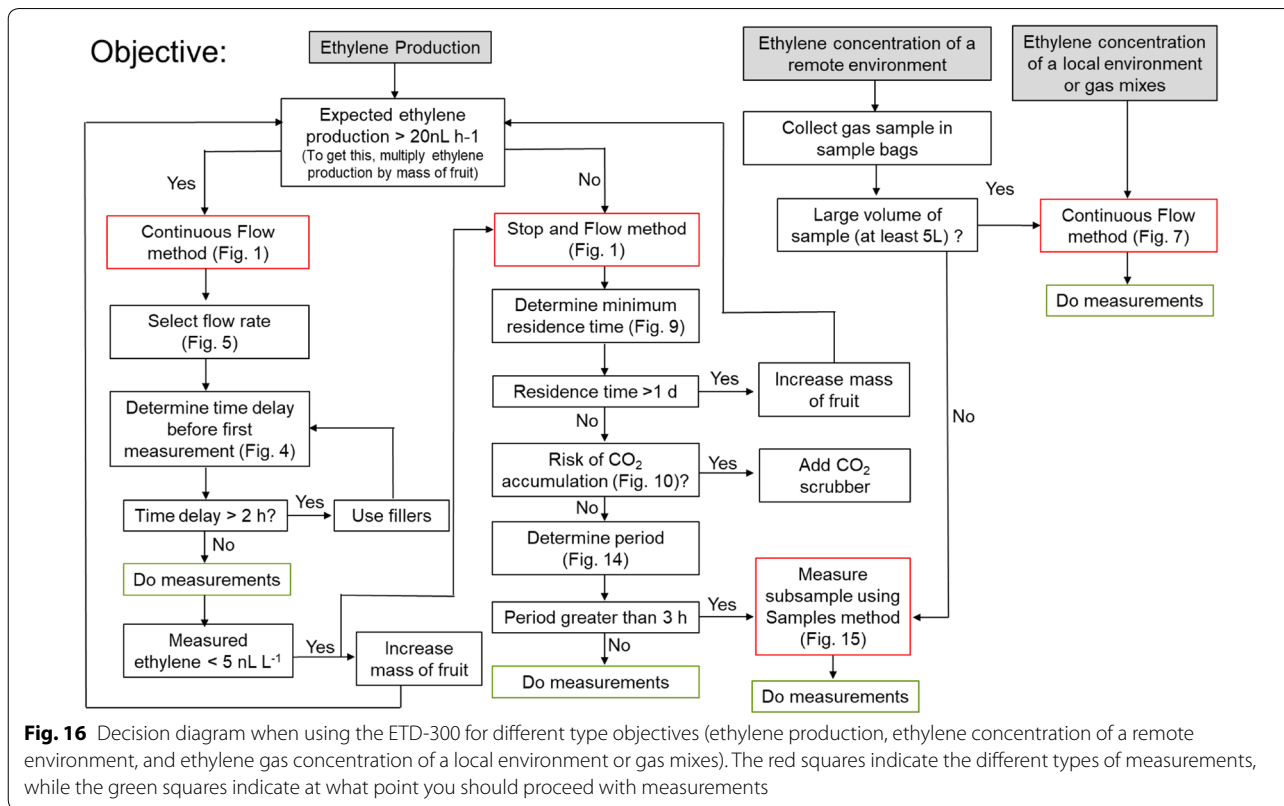 Objective:
Ethylene Production
Expected ethylene
production > 20nL h-1
(To get this, multiply ethylene
production by mass of fruit)
Yes
No
Continuous Flow
method (Fig. 1)
Select flow rate
(Fig. 5)
Determine time delay
before first
measurement (Fig. 4)
Time delay > 2 h?
Yes
Use fillers
No
Do measurements
Measured
ethylene < 5 nL L⁻¹
Yes
Increase
mass of fruit
Stop and Flow method
(Fig. 1)
Determine minimum
residence time (Fig. 9)
Residence time >1 d
Yes
Increase mass
of fruit
No
Risk of CO₂
accumulation (Fig. 10)?
Yes
Add CO₂
scrubber
No
Determine period
(Fig. 14)
Period greater than 3 h
Yes
No
Do measurements
Ethylene concentration of a
remote environment
Collect gas sample in
sample bags
Large volume of
sample (at least 5L) ?
Yes
No
Measure
subsample using
Samples method
(Fig. 15)
Do measurements
Ethylene concentration
of a local environment
or gas mixes
Continuous Flow
method (Fig. 7)
Do measurements
Fig. 16 Decision diagram when using the ETD-300 for different type objectives (ethylene production, ethylene concentration of a remote
environment, and ethylene gas concentration of a local environment or gas mixes). The red squares indicate the different types of measurements,
while the green squares indicate at what point you should proceed with measurements